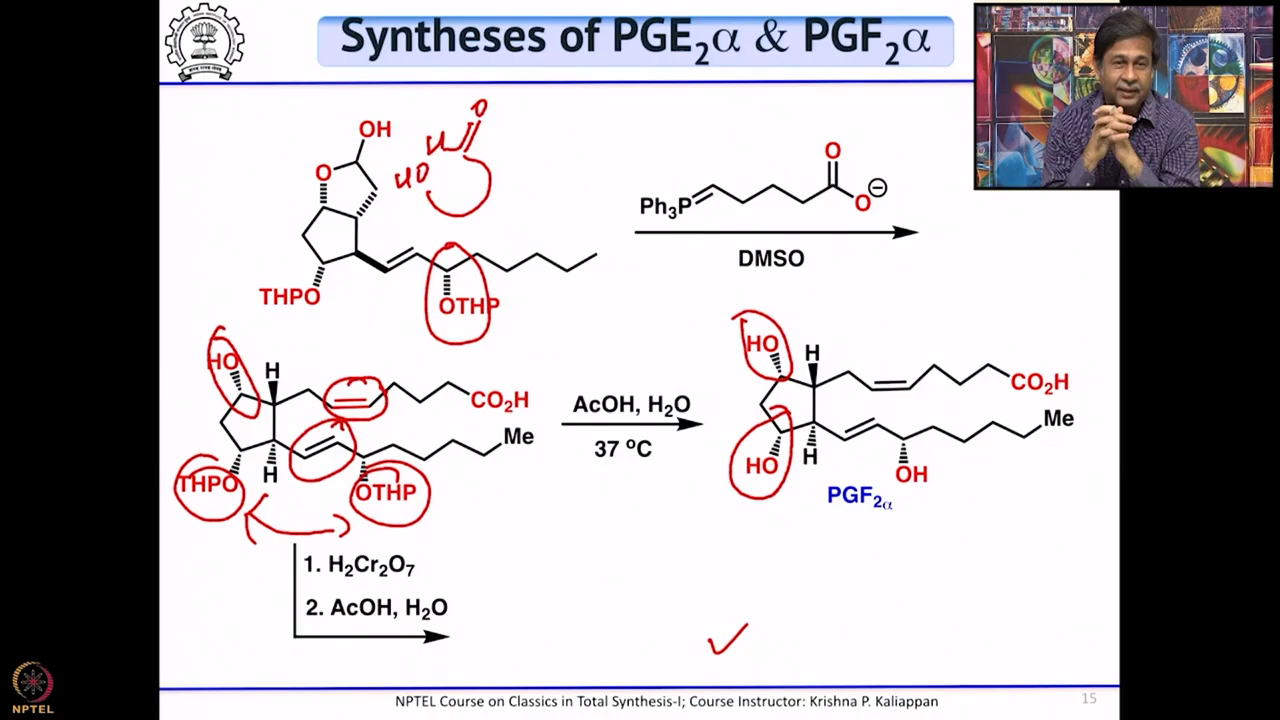 Syntheses of PGE₂α & PGF₂α
OH
O
O
HO
H
THPO
OTHP
Ph₃P
O
O⊖
DMSO
HO
H
CO₂H
Me
THPO
H
OTHP
AcOH, H₂O
37 ºC
HO
H
CO₂H
Me
HO
H
OH
PGF₂α
1. H₂Cr₂O₇
2. AcOH, H₂O
NPTEL
NPTEL Course on Classics in Total Synthesis-I; Course Instructor: Krishna P. Kaliappan
15